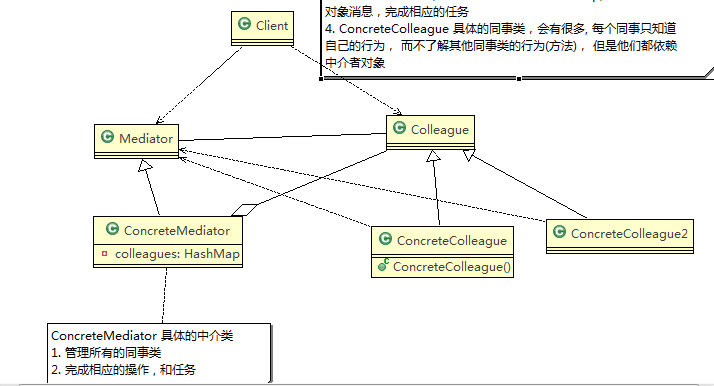 对象消息，完成相应的任务
4. ConcreteColleague 具体的同事类，会有很多, 每个同事只知道
自己的行为， 而不了解其他同事类的行为(方法)， 但是他们都依赖
中介者对象
Client
Mediator
Colleague
ConcreteMediator
colleagues: HashMap
ConcreteColleague
ConcreteColleague()
ConcreteColleague2
ConcreteMediator 具体的中介类
1. 管理所有的同事类
2. 完成相应的操作 , 和任务